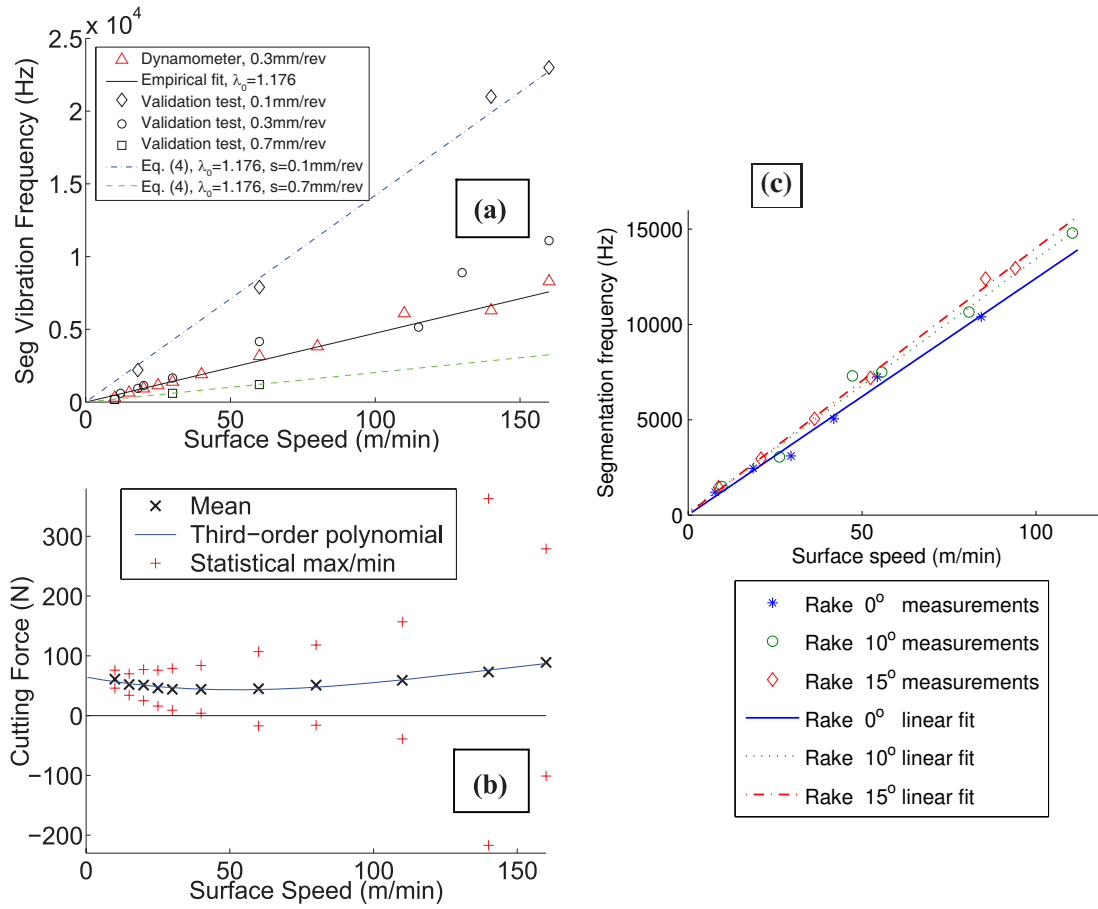 × 10⁴
2.5
2
1.5
1
0.5
0
0 50 100 150
Seg Vibration Frequency (Hz)
Surface Speed (m/min)
Dynamometer, 0.3mm/rev
Empirical fit, λ₀=1.176
Validation test, 0.1mm/rev
Validation test, 0.3mm/rev
Validation test, 0.7mm/rev
Eq. (4), λ₀=1.176, s=0.1mm/rev
Eq. (4), λ₀=1.176, s=0.7mm/rev
(a)
Mean
Third−order polynomial
Statistical max/min
300
200
100
0
−100
−200
0 50 100 150
Cutting Force (N)
Surface Speed (m/min)
(b)
(c)
15000
10000
5000
0
0 50 100
Segmentation frequency (Hz)
Surface speed (m/min)
Rake 0° measurements
Rake 10° measurements
Rake 15° measurements
Rake 0° linear fit
Rake 10° linear fit
Rake 15° linear fit